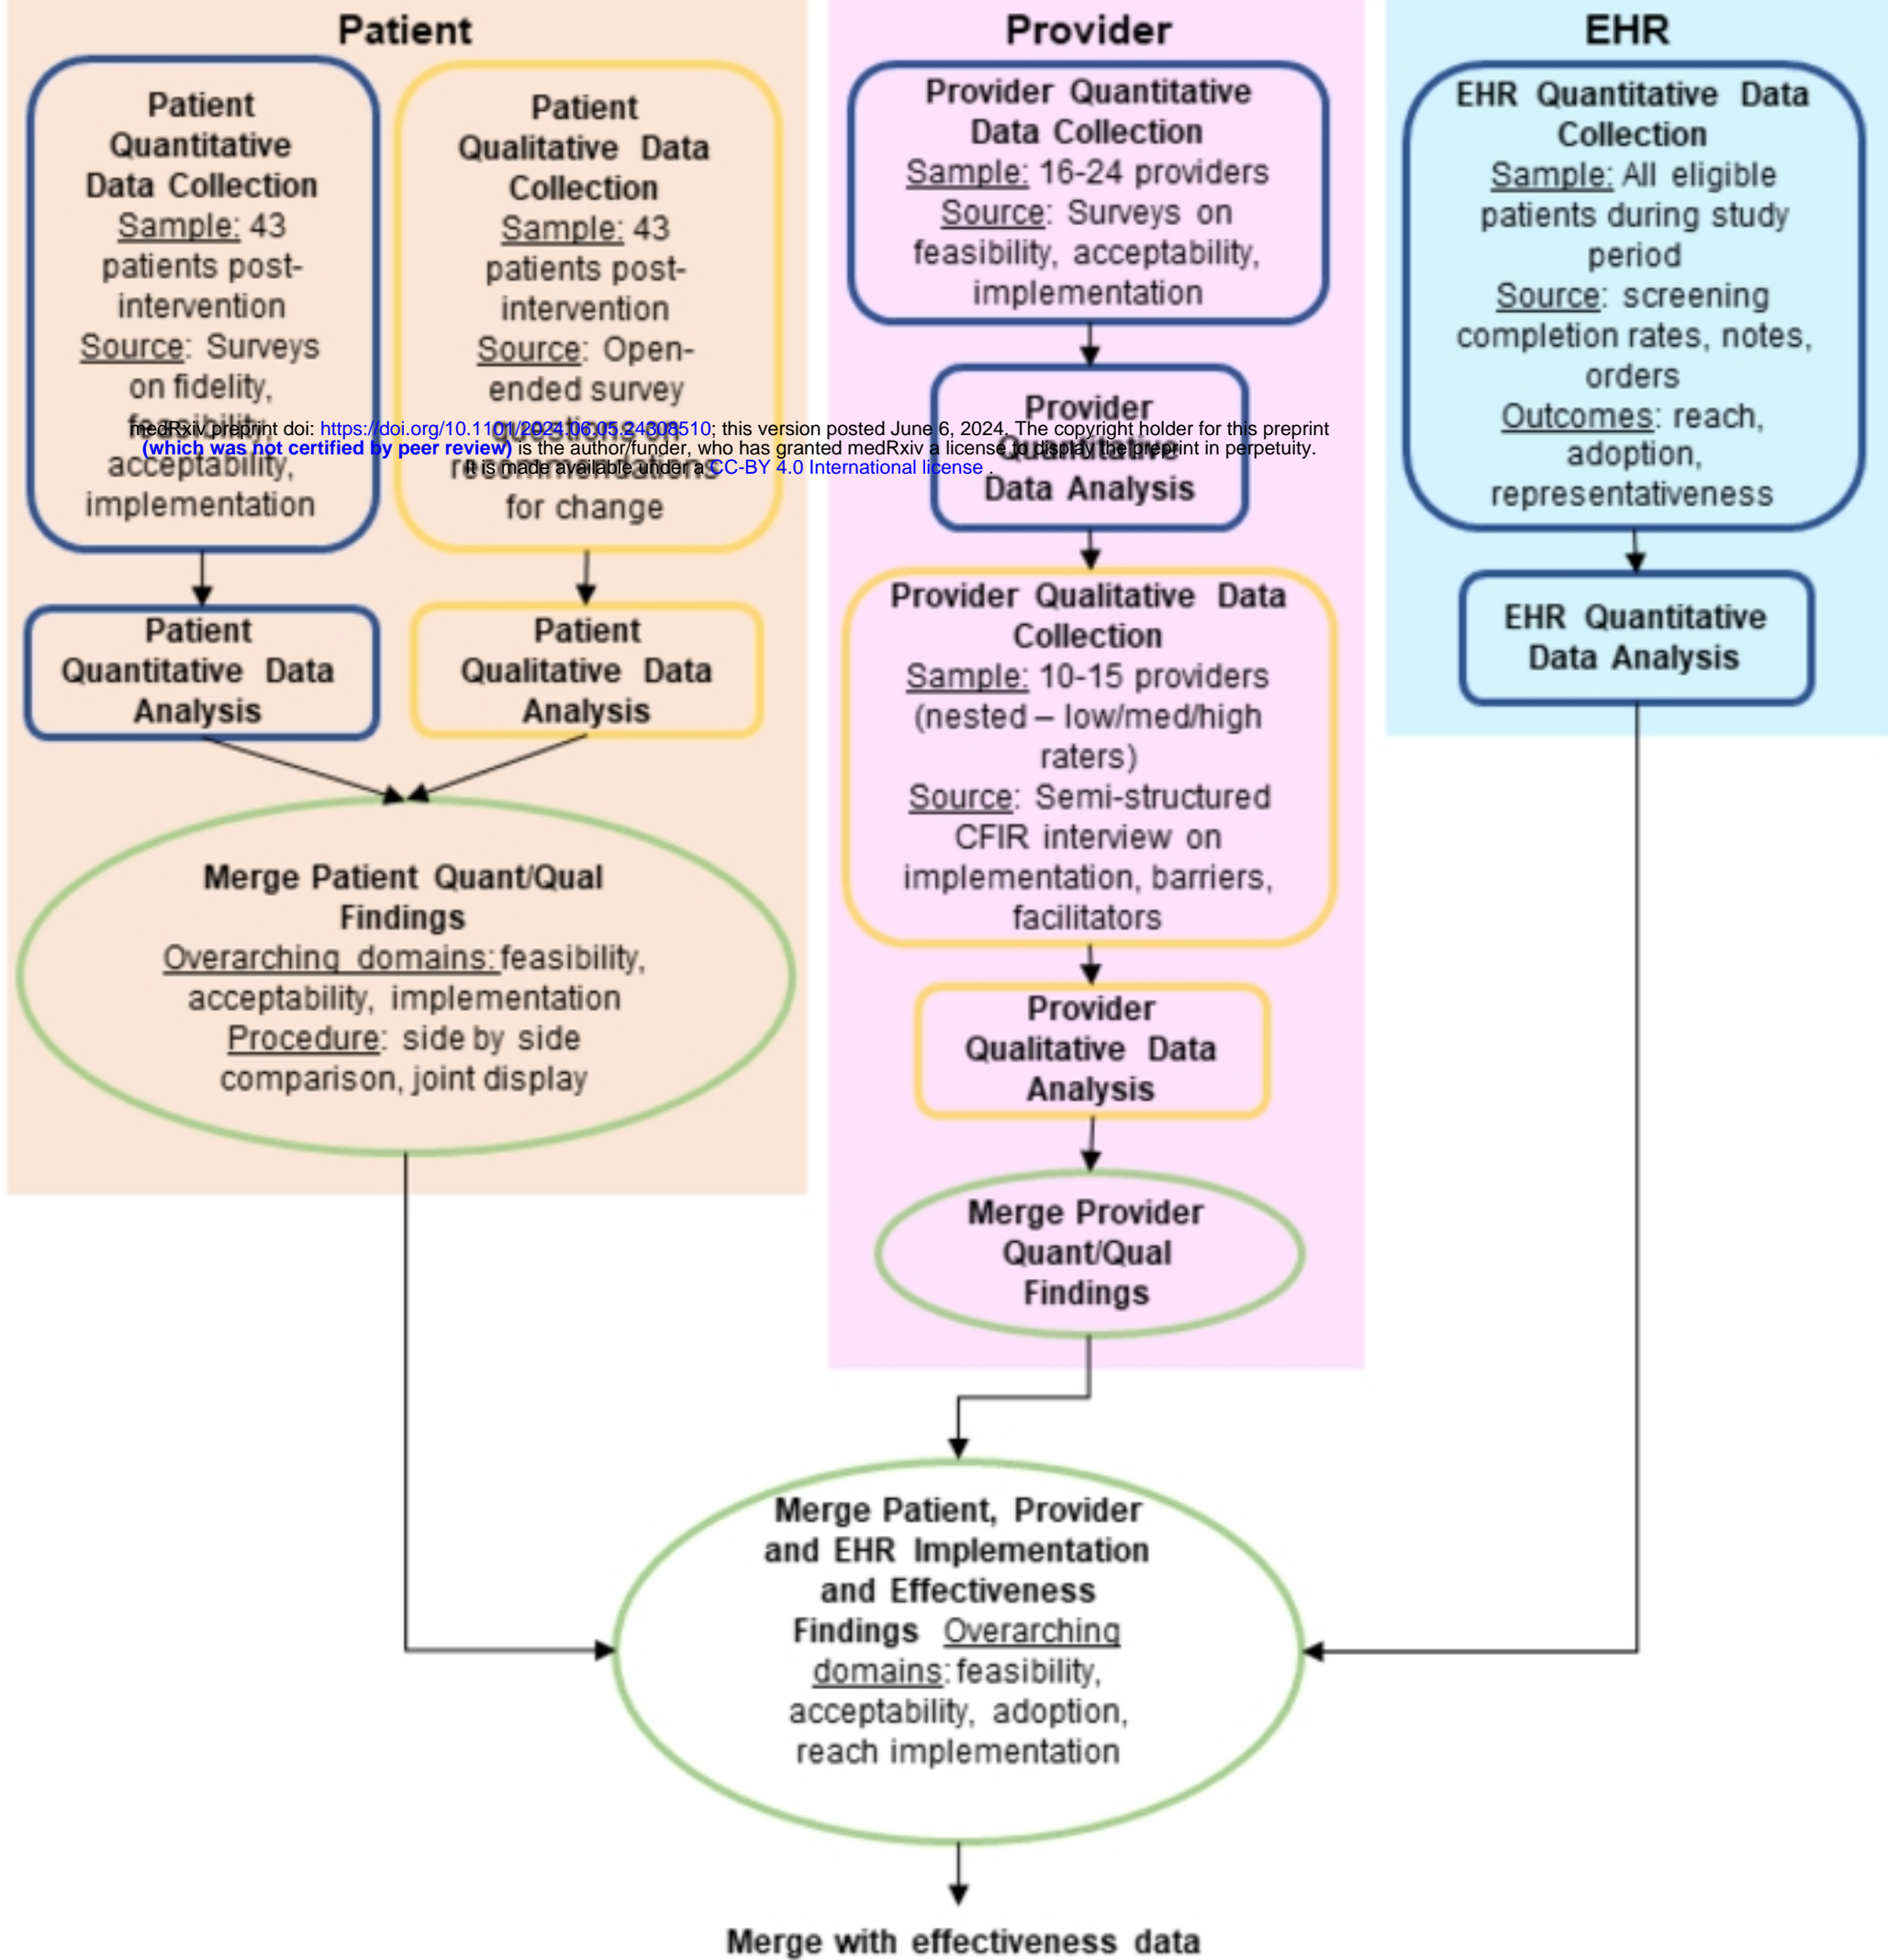 Patient
Patient
Quantitative
Data Collection
Sample: 43
patients post-
intervention
Source: Surveys
on fidelity,
feasibility,
acceptability,
implementation
Patient
Qualitative Data
Collection
Sample: 43
patients post-
intervention
Source: Open-
ended survey
questions on
recommendations
for change
Patient
Quantitative Data
Analysis
Patient
Qualitative Data
Analysis
Merge Patient Quant/Qual
Findings
Overarching domains: feasibility,
acceptability, implementation
Procedure: side by side
comparison, joint display
Provider
Provider Quantitative
Data Collection
Sample: 16-24 providers
Source: Surveys on
feasibility, acceptability,
implementation
Provider
Quantitative
Data Analysis
Provider Qualitative Data
Collection
Sample: 10-15 providers
(nested – low/med/high
raters)
Source: Semi-structured
CFIR interview on
implementation, barriers,
facilitators
Provider
Qualitative Data
Analysis
Merge Provider
Quant/Qual
Findings
EHR
EHR Quantitative Data
Collection
Sample: All eligible
patients during study
period
Source: screening
completion rates, notes,
orders
Outcomes: reach,
adoption,
representativeness
EHR Quantitative
Data Analysis
medRxiv preprint doi: https://doi.org/10.1101/2024.06.05.24308510; this version posted June 6, 2024. The copyright holder for this preprint
(which was not certified by peer review) is the author/funder, who has granted medRxiv a license to display the preprint in perpetuity.
It is made available under a CC-BY 4.0 International license .
Merge Patient, Provider
and EHR Implementation
and Effectiveness
Findings Overarching
domains: feasibility,
acceptability, adoption,
reach implementation
Merge with effectiveness data